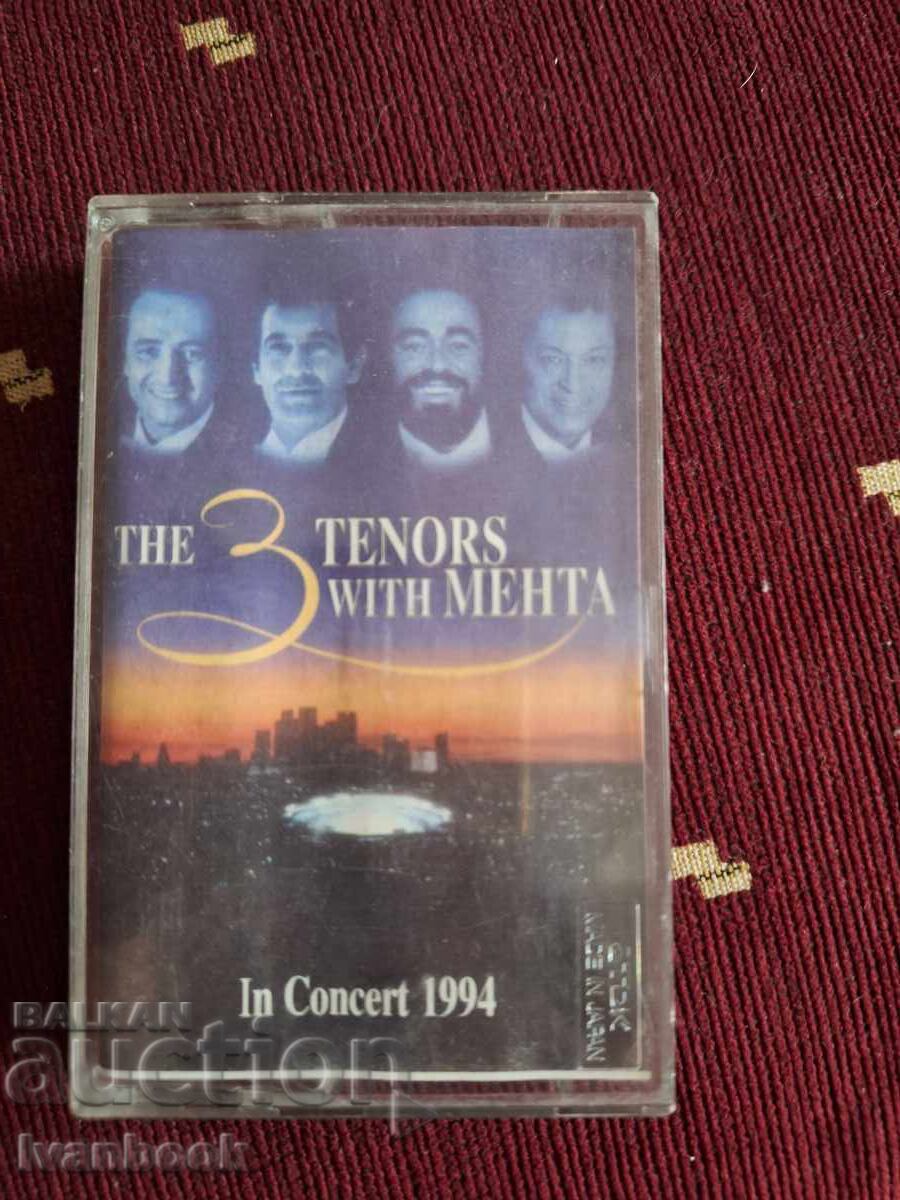 THE 3 TENORS
WITH MEHTA
In Concert 1994
TDK
MADE IN JAPAN
BALKAN
auction
Ivanbook